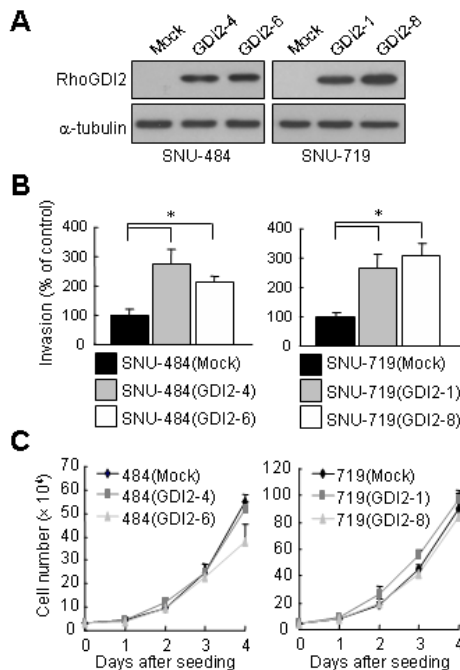 A
Mock GDI2-4 GDI2-6 Mock GDI2-1 GDI2-8
RhoGDI2
α-tubulin
SNU-484 SNU-719
B
Invasion (% of control)
400
300
200
100
0
*
400
300
200
100
0
*
SNU-484(Mock)
SNU-484(GDI2-4)
SNU-484(GDI2-6)
SNU-719(Mock)
SNU-719(GDI2-1)
SNU-719(GDI2-8)
C
Cell number (× 10⁴)
70
60
50
40
30
20
10
0
484(Mock)
484(GDI2-4)
484(GDI2-6)
0 1 2 3 4
Days after seeding
120
100
80
60
40
20
0
719(Mock)
719(GDI2-1)
719(GDI2-8)
0 1 2 3 4
Days after seeding